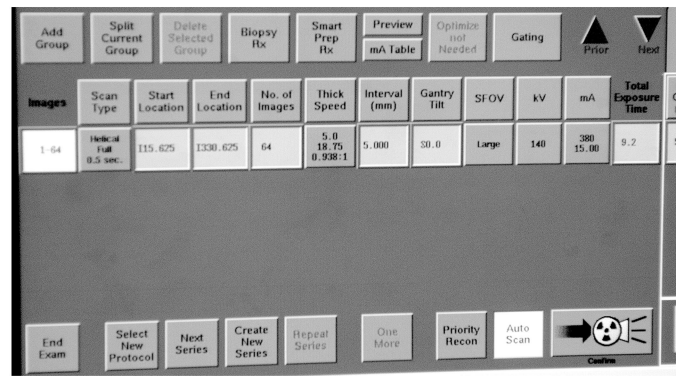 Add Group
Split Current Group
Delete Selected Group
Biopsy Rx
Smart Prep Rx
Preview
mA Table
Optimize not Needed
Gating
Prior
Next
Images
Scan Type
Start Location
End Location
No. of Images
Thick Speed
Interval (mm)
Gantry Tilt
SFOV
kV
mA
Total Exposure Time
1-64
Helical Full 0.5 sec.
I15.625
I330.625
64
5.0 18.75 0.938:1
5.000
S0.0
Large
140
380 15.00
9.2
End Exam
Select New Protocol
Next Series
Create New Series
Repeat Series
One More
Priority Recon
Auto Scan
Confirm